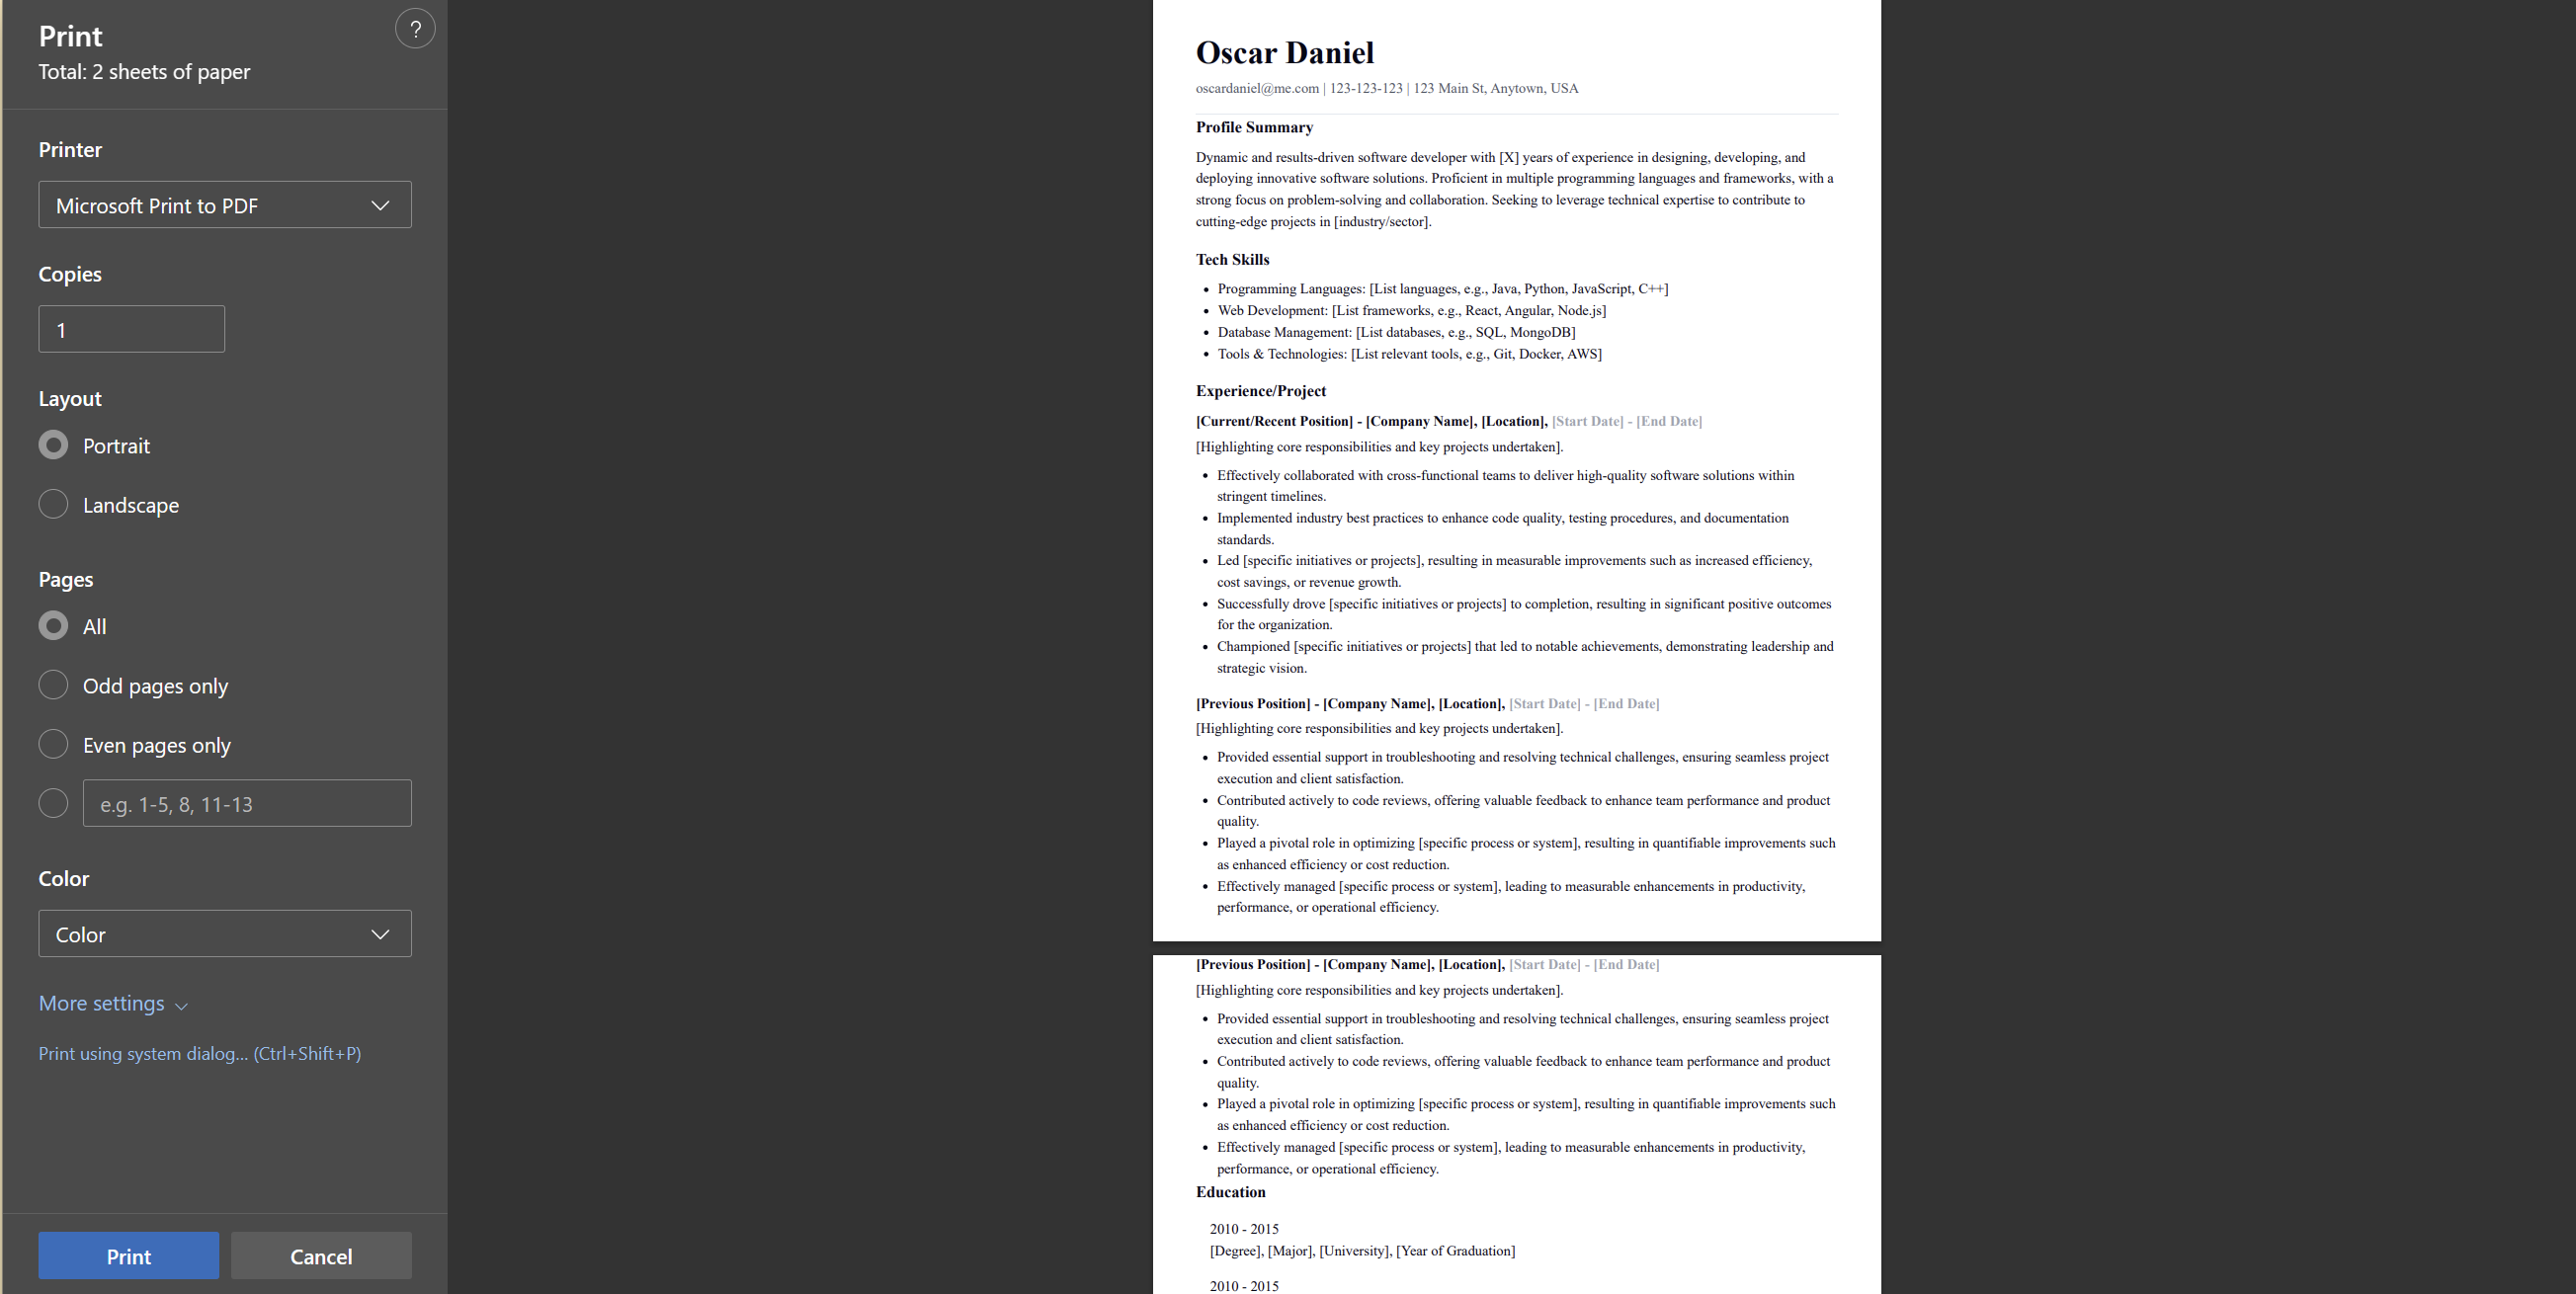 Print
Total: 2 sheets of paper
?
Printer
Microsoft Print to PDF
Copies
1
Layout
Portrait
Landscape
Pages
All
Odd pages only
Even pages only
e.g. 1-5, 8, 11-13
Color
Color
More settings
Print using system dialog... (Ctrl+Shift+P)
Print
Cancel
Oscar Daniel
oscardaniel@me.com | 123-123-123 | 123 Main St, Anytown, USA
Profile Summary
Dynamic and results-driven software developer with [X] years of experience in designing, developing, and
deploying innovative software solutions. Proficient in multiple programming languages and frameworks, with a
strong focus on problem-solving and collaboration. Seeking to leverage technical expertise to contribute to
cutting-edge projects in [industry/sector].
Tech Skills
• Programming Languages: [List languages, e.g., Java, Python, JavaScript, C++]
• Web Development: [List frameworks, e.g., React, Angular, Node.js]
• Database Management: [List databases, e.g., SQL, MongoDB]
• Tools & Technologies: [List relevant tools, e.g., Git, Docker, AWS]
Experience/Project
[Current/Recent Position] - [Company Name], [Location], [Start Date] - [End Date]
[Highlighting core responsibilities and key projects undertaken].
• Effectively collaborated with cross-functional teams to deliver high-quality software solutions within
stringent timelines.
• Implemented industry best practices to enhance code quality, testing procedures, and documentation
standards.
• Led [specific initiatives or projects], resulting in measurable improvements such as increased efficiency,
cost savings, or revenue growth.
• Successfully drove [specific initiatives or projects] to completion, resulting in significant positive outcomes
for the organization.
• Championed [specific initiatives or projects] that led to notable achievements, demonstrating leadership and
strategic vision.
[Previous Position] - [Company Name], [Location], [Start Date] - [End Date]
[Highlighting core responsibilities and key projects undertaken].
• Provided essential support in troubleshooting and resolving technical challenges, ensuring seamless project
execution and client satisfaction.
• Contributed actively to code reviews, offering valuable feedback to enhance team performance and product
quality.
• Played a pivotal role in optimizing [specific process or system], resulting in quantifiable improvements such
as enhanced efficiency or cost reduction.
• Effectively managed [specific process or system], leading to measurable enhancements in productivity,
performance, or operational efficiency.
[Previous Position] - [Company Name], [Location], [Start Date] - [End Date]
[Highlighting core responsibilities and key projects undertaken].
• Provided essential support in troubleshooting and resolving technical challenges, ensuring seamless project
execution and client satisfaction.
• Contributed actively to code reviews, offering valuable feedback to enhance team performance and product
quality.
• Played a pivotal role in optimizing [specific process or system], resulting in quantifiable improvements such
as enhanced efficiency or cost reduction.
• Effectively managed [specific process or system], leading to measurable enhancements in productivity,
performance, or operational efficiency.
Education
2010 - 2015
[Degree], [Major], [University], [Year of Graduation]
2010 - 2015